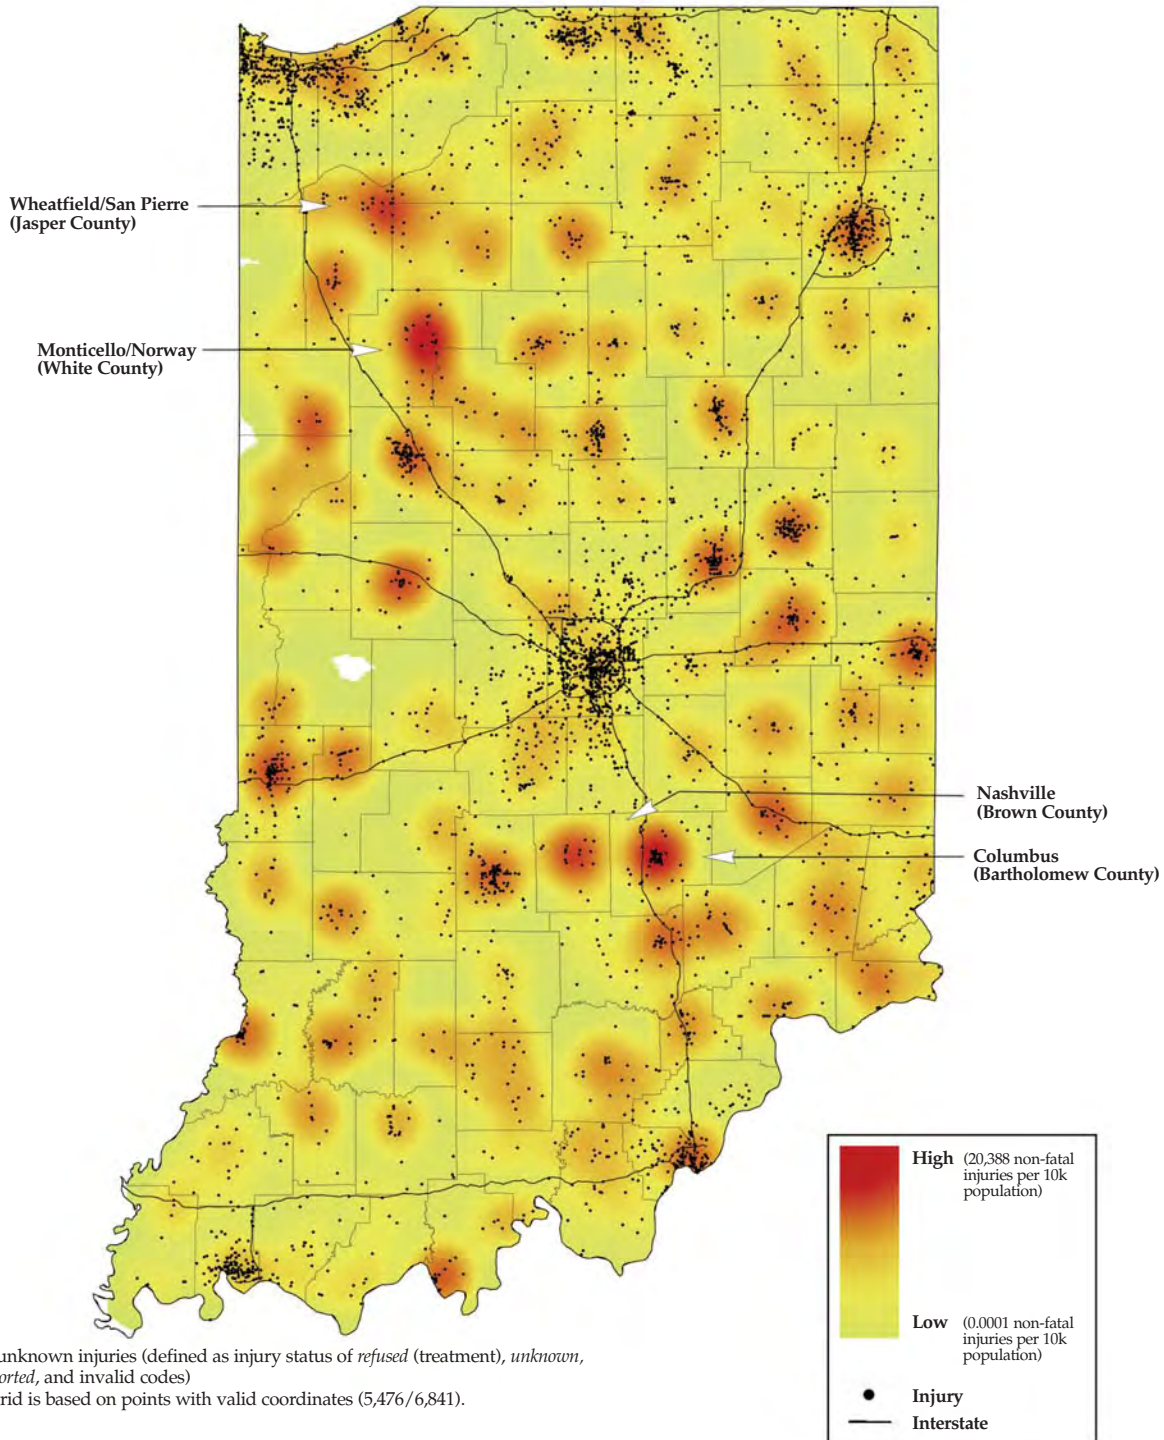 Wheatfield/San Pierre
(Jasper County)
Monticello/Norway
(White County)
Nashville
(Brown County)
Columbus
(Bartholomew County)
High (20,388 non-fatal
injuries per 10k
population)
Low (0.0001 non-fatal
injuries per 10k
population)
Injury
Interstate
unknown injuries (defined as injury status of refused (treatment), unknown,
orted, and invalid codes)
rid is based on points with valid coordinates (5,476/6,841).